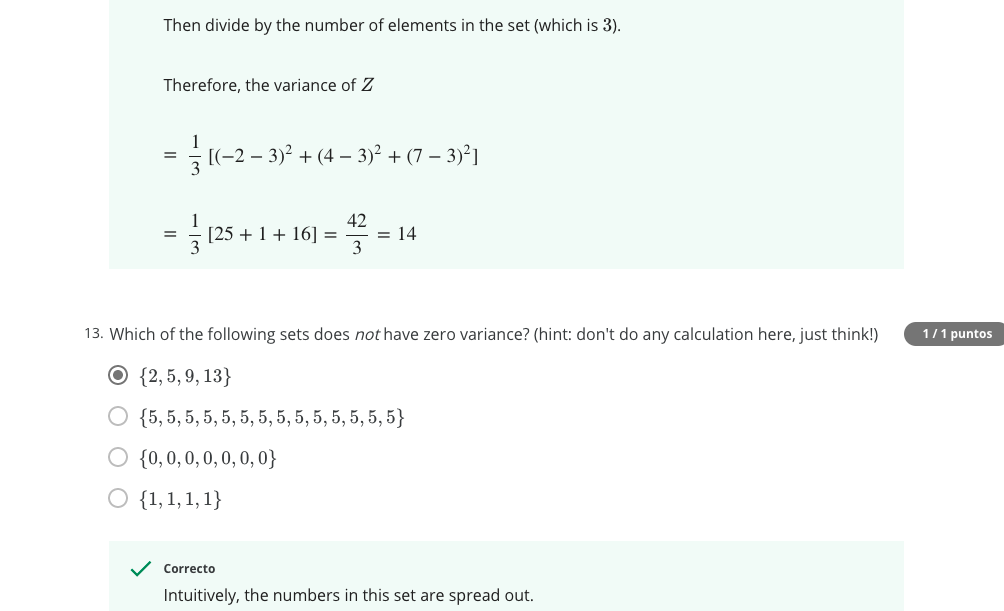 Then divide by the number of elements in the set (which is 3).
Therefore, the variance of Z
= 1/3 [(−2 − 3)² + (4 − 3)² + (7 − 3)²]
= 1/3 [25 + 1 + 16] = 42/3 = 14
13. Which of the following sets does not have zero variance? (hint: don't do any calculation here, just think!) 1 / 1 puntos
{2, 5, 9, 13}
{5, 5, 5, 5, 5, 5, 5, 5, 5, 5, 5, 5, 5, 5}
{0, 0, 0, 0, 0, 0, 0}
{1, 1, 1, 1}
Correcto
Intuitively, the numbers in this set are spread out.